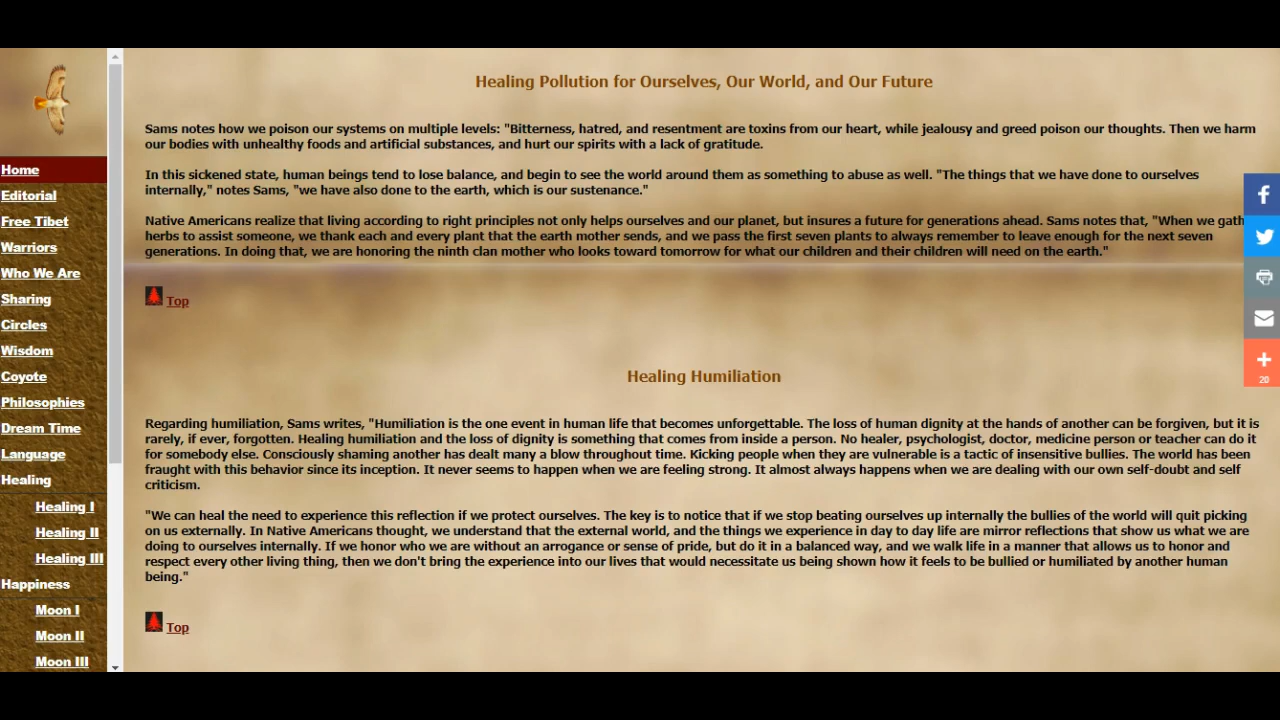 Home
Editorial
Free Tibet
Warriors
Who We Are
Sharing
Circles
Wisdom
Coyote
Philosophies
Dream Time
Language
Healing
Healing I
Healing II
Healing III
Happiness
Moon I
Moon II
Moon III
Healing Pollution for Ourselves, Our World, and Our Future
Sams notes how we poison our systems on multiple levels: "Bitterness, hatred, and resentment are toxins from our heart, while jealousy and greed poison our thoughts. Then we harm
our bodies with unhealthy foods and artificial substances, and hurt our spirits with a lack of gratitude.
In this sickened state, human beings tend to lose balance, and begin to see the world around them as something to abuse as well. "The things that we have done to ourselves
internally," notes Sams, "we have also done to the earth, which is our sustenance."
Native Americans realize that living according to right principles not only helps ourselves and our planet, but insures a future for generations ahead. Sams notes that, "When we gath
herbs to assist someone, we thank each and every plant that the earth mother sends, and we pass the first seven plants to always remember to leave enough for the next seven
generations. In doing that, we are honoring the ninth clan mother who looks toward tomorrow for what our children and their children will need on the earth."
Top
Healing Humiliation
Regarding humiliation, Sams writes, "Humiliation is the one event in human life that becomes unforgettable. The loss of human dignity at the hands of another can be forgiven, but it is
rarely, if ever, forgotten. Healing humiliation and the loss of dignity is something that comes from inside a person. No healer, psychologist, doctor, medicine person or teacher can do it
for somebody else. Consciously shaming another has dealt many a blow throughout time. Kicking people when they are vulnerable is a tactic of insensitive bullies. The world has been
fraught with this behavior since its inception. It never seems to happen when we are feeling strong. It almost always happens when we are dealing with our own self-doubt and self
criticism.
"We can heal the need to experience this reflection if we protect ourselves. The key is to notice that if we stop beating ourselves up internally the bullies of the world will quit picking
on us externally. In Native Americans thought, we understand that the external world, and the things we experience in day to day life are mirror reflections that show us what we are
doing to ourselves internally. If we honor who we are without an arrogance or sense of pride, but do it in a balanced way, and we walk life in a manner that allows us to honor and
respect every other living thing, then we don't bring the experience into our lives that would necessitate us being shown how it feels to be bullied or humiliated by another human
being."
Top
20